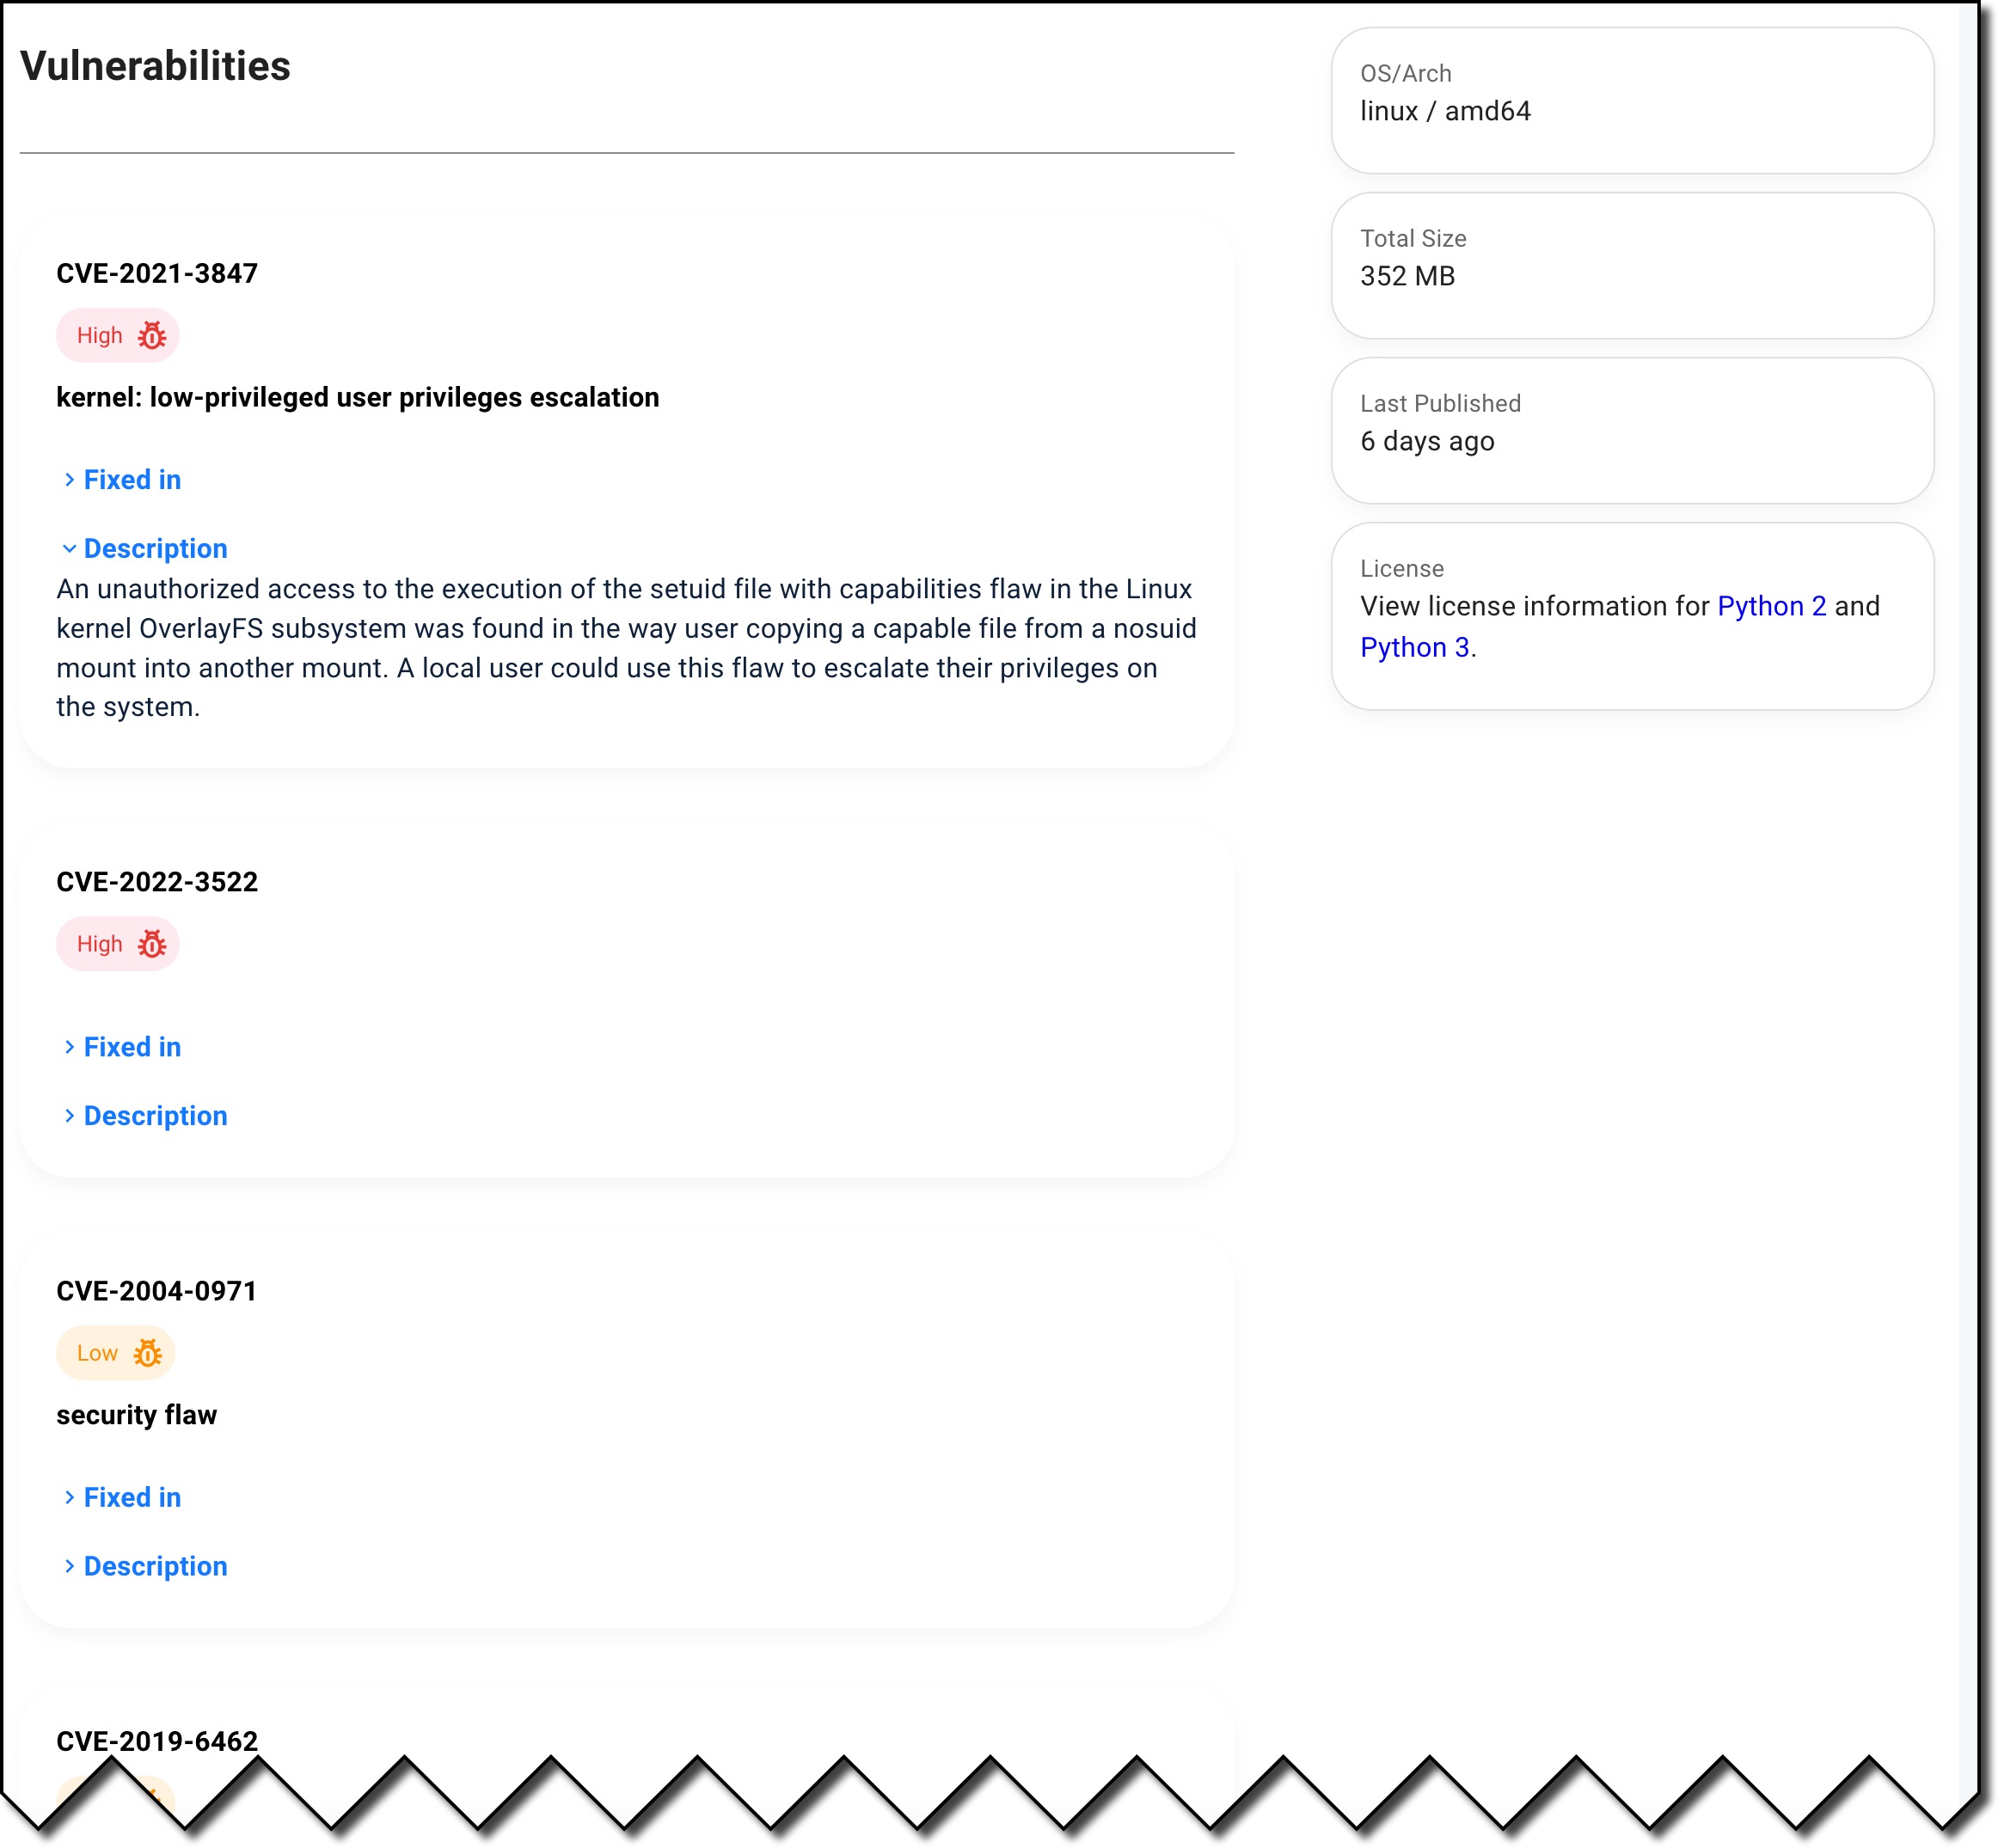 Vulnerabilities
CVE-2021-3847
High
kernel: low-privileged user privileges escalation
Fixed in
Description
An unauthorized access to the execution of the setuid file with capabilities flaw in the Linux
kernel OverlayFS subsystem was found in the way user copying a capable file from a nosuid
mount into another mount. A local user could use this flaw to escalate their privileges on
the system.
CVE-2022-3522
High
Fixed in
Description
CVE-2004-0971
Low
security flaw
Fixed in
Description
CVE-2019-6462
OS/Arch
linux / amd64
Total Size
352 MB
Last Published
6 days ago
License
View license information for Python 2 and
Python 3.